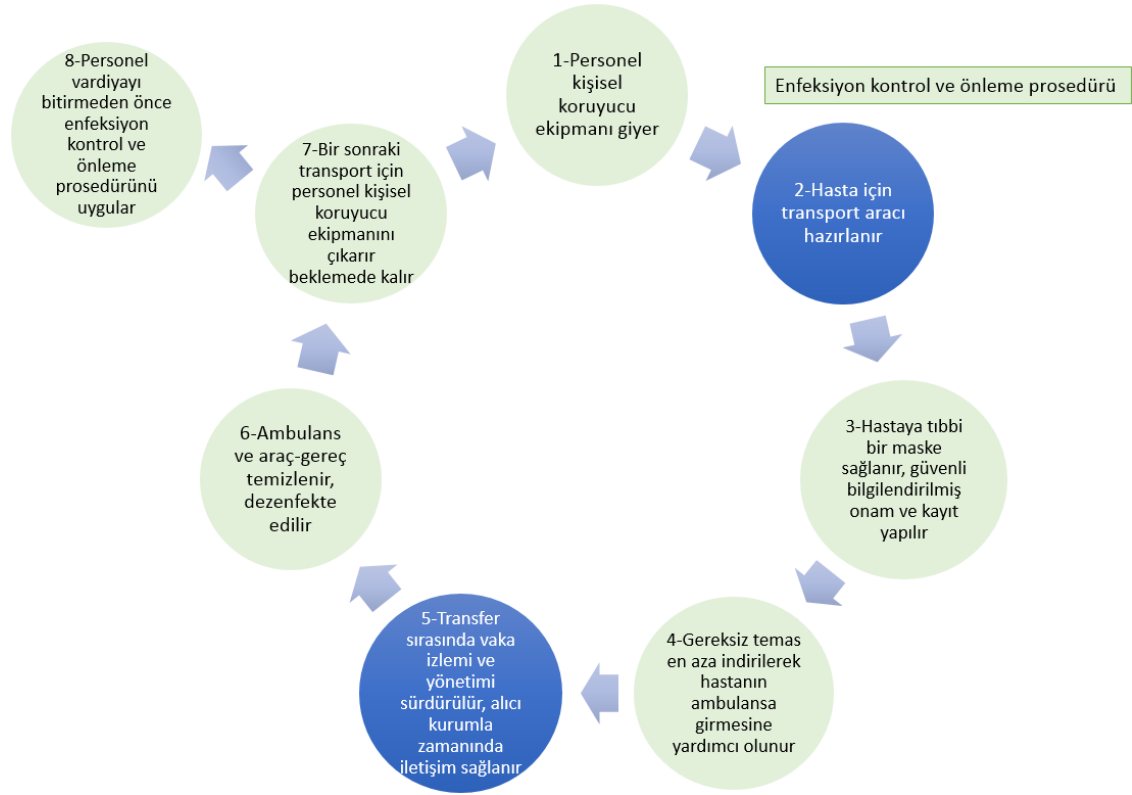 1-Personel
kişisel
koruyucu
ekipmanı giyer
Enfeksiyon kontrol ve önleme prosedürü
2-Hasta için
transport aracı
hazırlanır
3-Hastaya tıbbi
bir maske
sağlanır, güvenli
bilgilendirilmiş
onam ve kayıt
yapılır
4-Gereksiz temas
en aza indirilerek
hastanın
ambulansa
girmesine
yardımcı olunur
5-Transfer
sırasında vaka
izlemi ve
yönetimi
sürdürülür, alıcı
kurumla
zamanında
iletişim sağlanır
6-Ambulans
ve araç-gereç
temizlenir,
dezenfekte
edilir
7-Bir sonraki
transport için
personel kişisel
koruyucu
ekipmanını
çıkarır
beklemede kalır
8-Personel
vardiyayı
bitirmeden önce
enfeksiyon
kontrol ve
önleme
prosedürünü
uygular